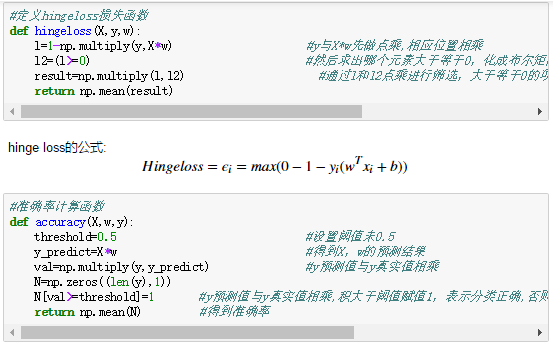 #定义hingeloss损失函数
def hingeloss(X,y,w):
l=1-np.multiply(y,X*w) #y与X*w先做点乘,相应位置相乘
l2=(l>=0) #然后求出哪个元素大于等于0，化成布尔矩
result=np.multiply(l,l2) #通过l和l2点乘进行筛选，大于等于0的项
return np.mean(result)
hinge loss的公式:
Hingeloss = ϵi = max(0 − 1 − yi(wT xi + b))
#准确率计算函数
def accuracy(X,w,y):
threshold=0.5 #设置阈值未0.5
y_predict=X*w #得到X，w的预测结果
val=np.multiply(y,y_predict) #y预测值与y真实值相乘
N=np.zeros((len(y),1))
N[val>=threshold]=1 #y预测值与y真实值相乘,积大于阈值赋值1，表示分类正确,否则
return np.mean(N) #得到准确率